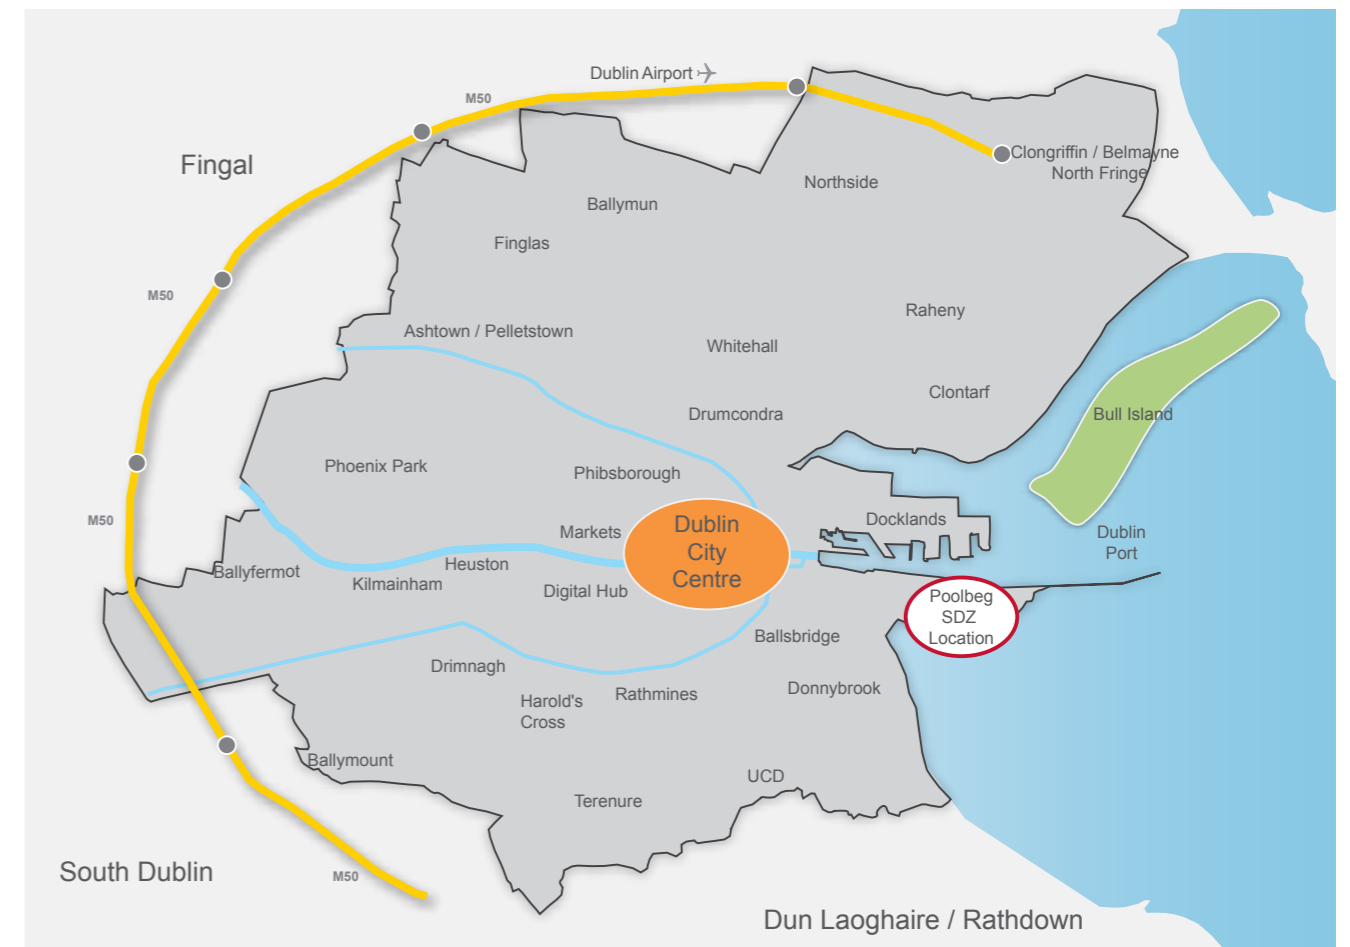 Dublin Airport
M50
Fingal
Clongriffin / Belmayne
North Fringe
Northside
Ballymun
Finglas
M50
Raheny
Ashtown / Pelletstown
Whitehall
Clontarf
Drumcondra
Bull Island
Phoenix Park
Phibsborough
M50
Markets
Dublin
City
Centre
Docklands
Dublin
Port
Ballyfermot
Heuston
Kilmainham
Digital Hub
Poolbeg
SDZ
Location
Ballsbridge
Drimnagh
Rathmines
Donnybrook
Harold's
Cross
Ballymount
UCD
Terenure
South Dublin
M50
Dun Laoghaire / Rathdown